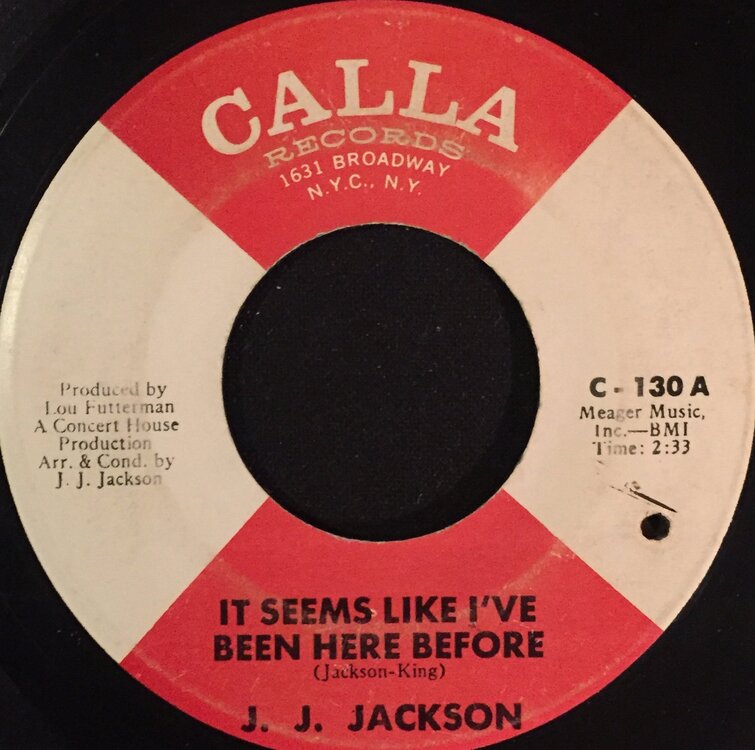 CALLA
RECORDS
1631 BROADWAY
N.Y.C., N.Y.
Produced by
Lou Futterman
A Concert House
Production
Arr. & Cond. by
J. J. Jackson
C - 130 A
Meager Music,
Inc.—BMI
Time: 2:33
IT SEEMS LIKE I'VE
BEEN HERE BEFORE
(Jackson-King)
J. J. JACKSON